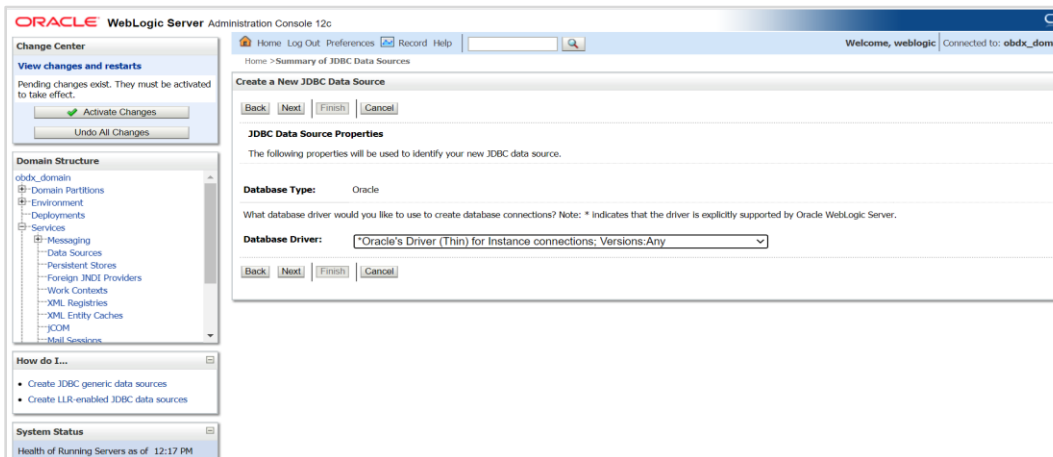 ORACLE WebLogic Server Administration Console 12c
Change Center
View changes and restarts
Pending changes exist. They must be activated
to take effect.
Activate Changes
Undo All Changes
Domain Structure
obdx_domain
Domain Partitions
Environment
Deployments
Services
Messaging
Data Sources
Persistent Stores
Foreign JNDI Providers
Work Contexts
XML Registries
XML Entity Caches
jCOM
Mail Sessions
How do I...
Create JDBC generic data sources
Create LLR-enabled JDBC data sources
System Status
Health of Running Servers as of 12:17 PM
Home Log Out Preferences Record Help
Welcome, weblogic Connected to: obdx_dom
Home >Summary of JDBC Data Sources
Create a New JDBC Data Source
Back Next Finish Cancel
JDBC Data Source Properties
The following properties will be used to identify your new JDBC data source.
Database Type: Oracle
What database driver would you like to use to create database connections? Note: * indicates that the driver is explicitly supported by Oracle WebLogic Server.
Database Driver: *Oracle's Driver (Thin) for Instance connections; Versions:Any
Back Next Finish Cancel